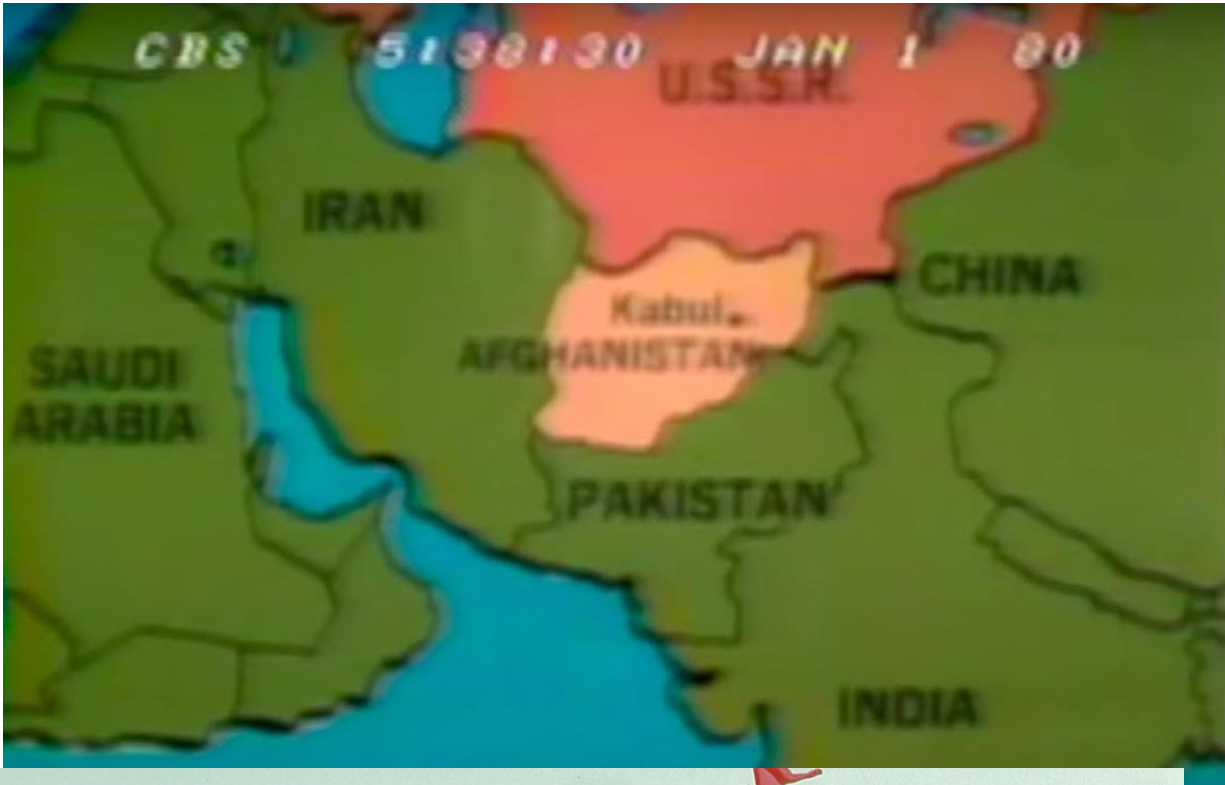 CBS 5:38:30 JAN 1 80
U.S.S.R.
IRAN
CHINA
Kabul
AFGHANISTAN
SAUDI
ARABIA
PAKISTAN
INDIA